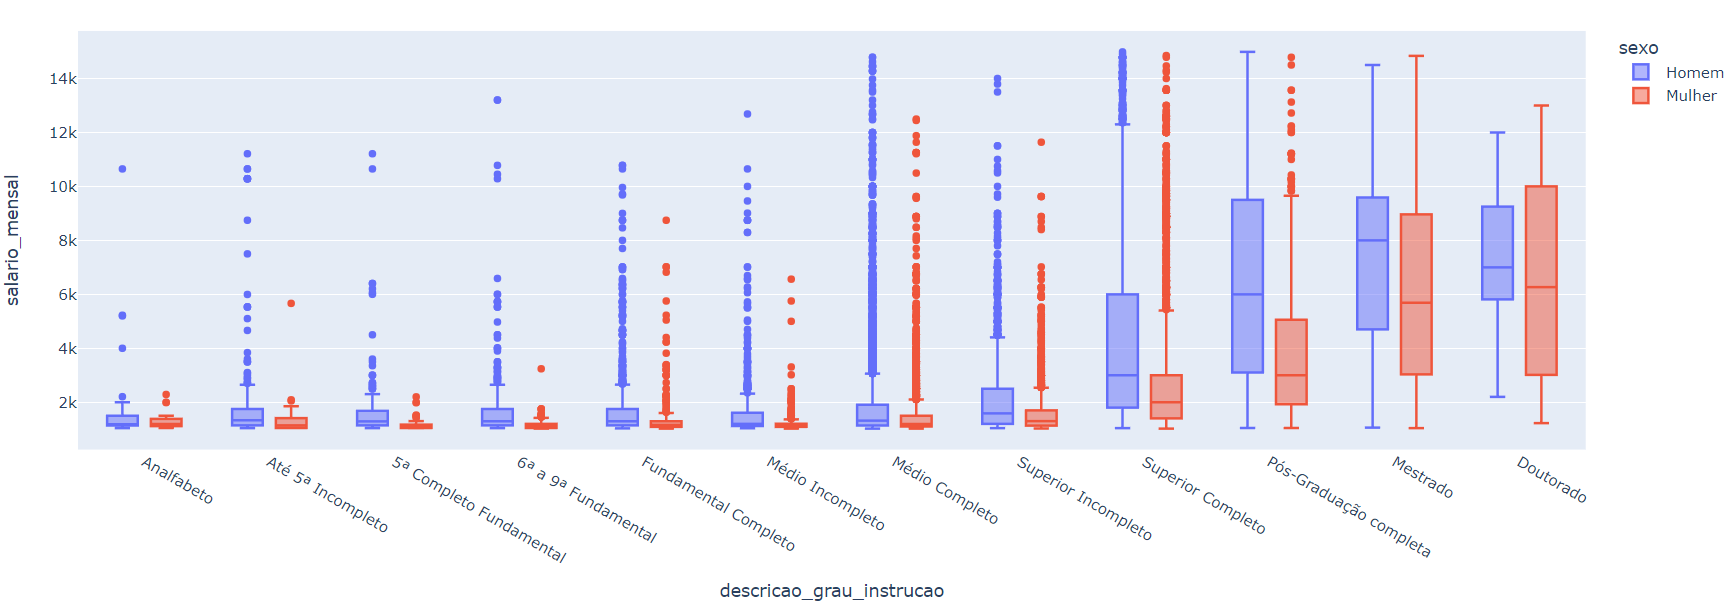 sexo
Homem
Mulher
salario_mensal
14k
12k
10k
8k
6k
4k
2k
Analfabeto
Até 5ª Incompleto
5ª Completo Fundamental
6ª a 9ª Fundamental
Fundamental Completo
Médio Incompleto
Médio Completo
Superior Incompleto
Superior Completo
Pós-Graduação completa
Mestrado
Doutorado
descricao_grau_instrucao